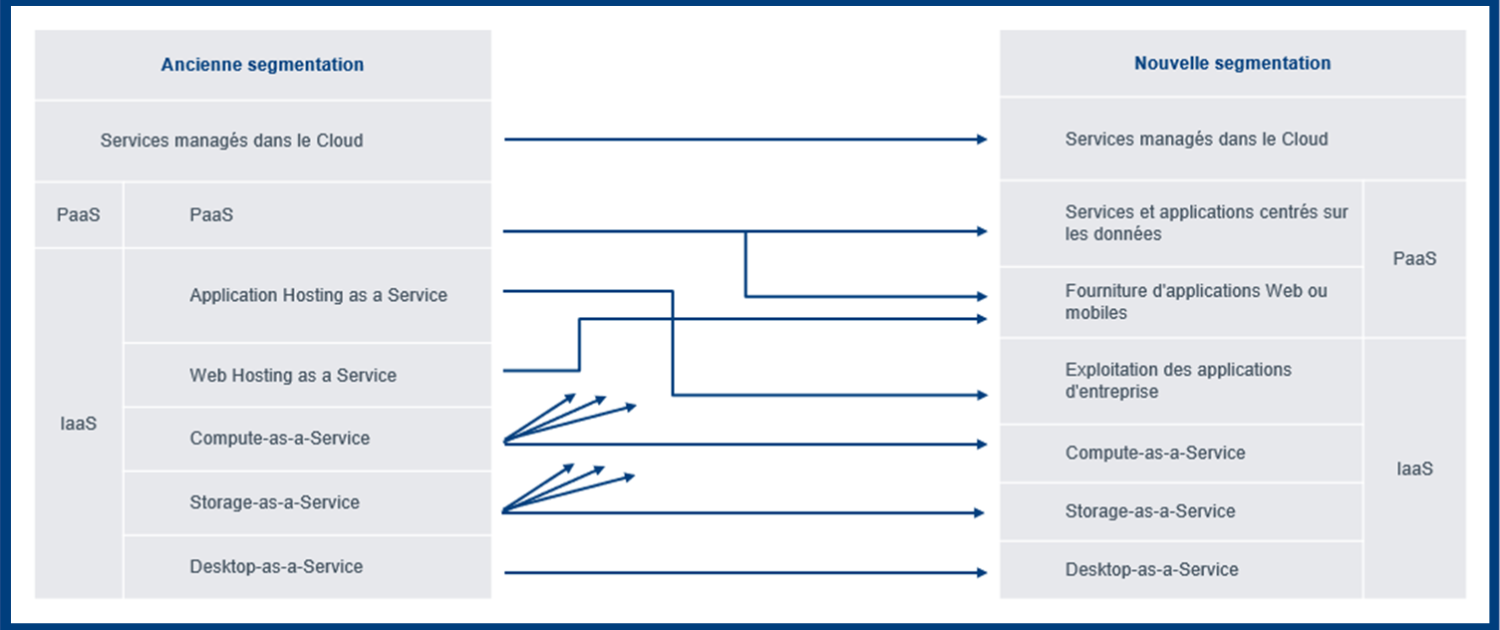 Ancienne segmentation
Services managés dans le Cloud
PaaS
PaaS
IaaS
Application Hosting as a Service
Web Hosting as a Service
Compute-as-a-Service
Storage-as-a-Service
Desktop-as-a-Service
Nouvelle segmentation
Services managés dans le Cloud
Services et applications centrés sur
les données
Fourniture d'applications Web ou
mobiles
PaaS
Exploitation des applications
d'entreprise
Compute-as-a-Service
Storage-as-a-Service
Desktop-as-a-Service
IaaS